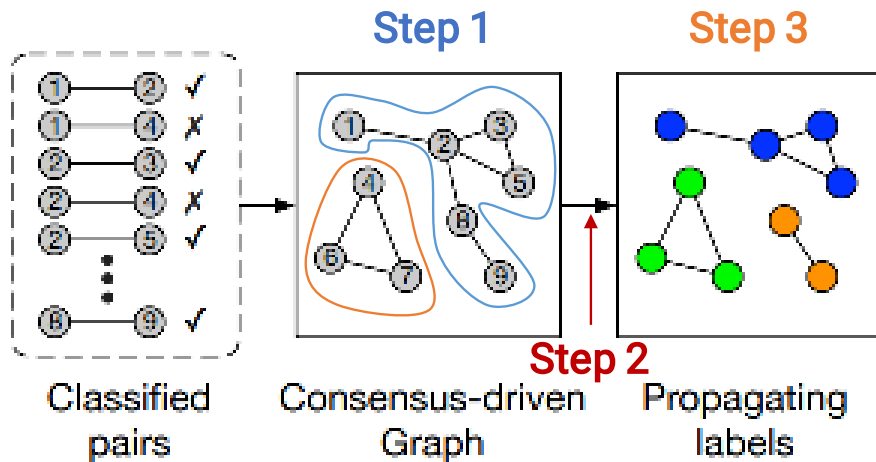 Step 1
Step 3
1 2 ✓
1 4 ✗
2 3 ✓
2 4 ✗
2 5 ✓
8 9 ✓
1
2
3
4
5
8
6
7
9
Step 2
Classified
pairs
Consensus-driven
Graph
Propagating
labels